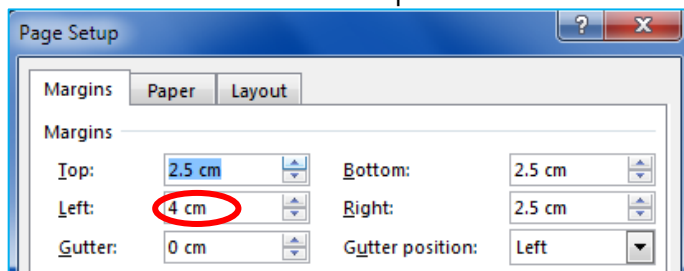 Page Setup ? X
Margins Paper Layout
Margins
Top: 2.5 cm Bottom: 2.5 cm
Left: 4 cm Right: 2.5 cm
Gutter: 0 cm Gutter position: Left